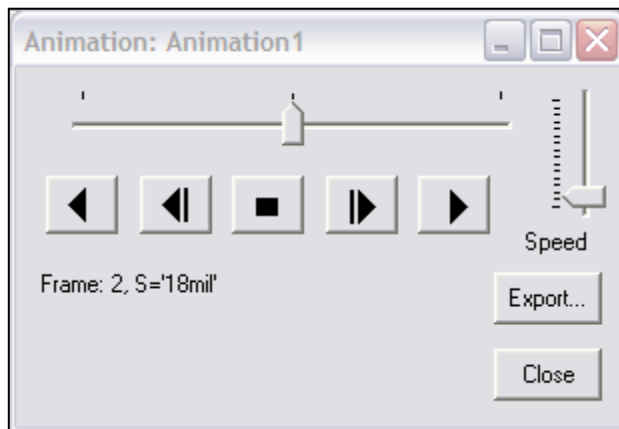 Animation: Animation1
Speed
Frame: 2, S='18mil'
Export...
Close